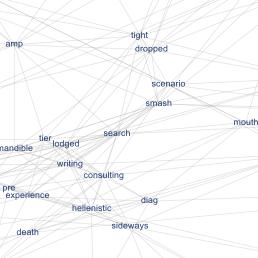 tight
amp
dropped
scenario
smash
mouth
search
tier
lodged
mandible
writing
consulting
pre
experience
diag
hellenistic
sideways
death